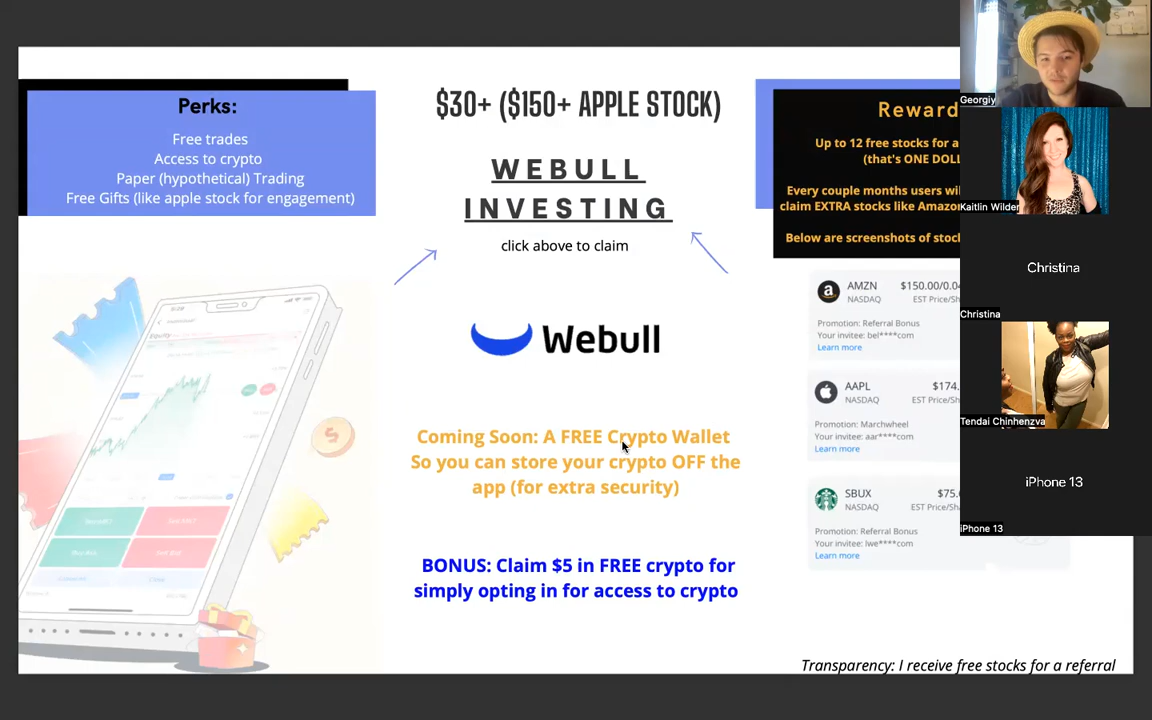 Perks:
Free trades
Access to crypto
Paper (hypothetical) Trading
Free Gifts (like apple stock for engagement)
$30+ ($150+ APPLE STOCK)
WEBULL
INVESTING
click above to claim
Webull
Coming Soon: A FREE Crypto Wallet
So you can store your crypto OFF the
app (for extra security)
BONUS: Claim $5 in FREE crypto for
simply opting in for access to crypto
Reward
Up to 12 free stocks for a
(that's ONE DOLL
Every couple months users wi
claim EXTRA stocks like Amazo
Below are screenshots of stoc
AMZN
$150.00/0.0
NASDAQ
EST Price/Sh
Promotion: Referral Bonus
Your invitee: bel****com
Learn more
AAPL
$174.
NASDAQ
EST Price/Sh
Promotion: Marchwheel
Your invitee: aar****com
Learn more
SBUX
$75.
NASDAQ
EST Price/Sh
Promotion: Referral Bonus
Your invitee: lwe****com
Learn more
Transparency: I receive free stocks for a referral
Georgiy
Kaitlin Wilder
Christina
Christina
Tendai Chinhenzva
iPhone 13
iPhone 13